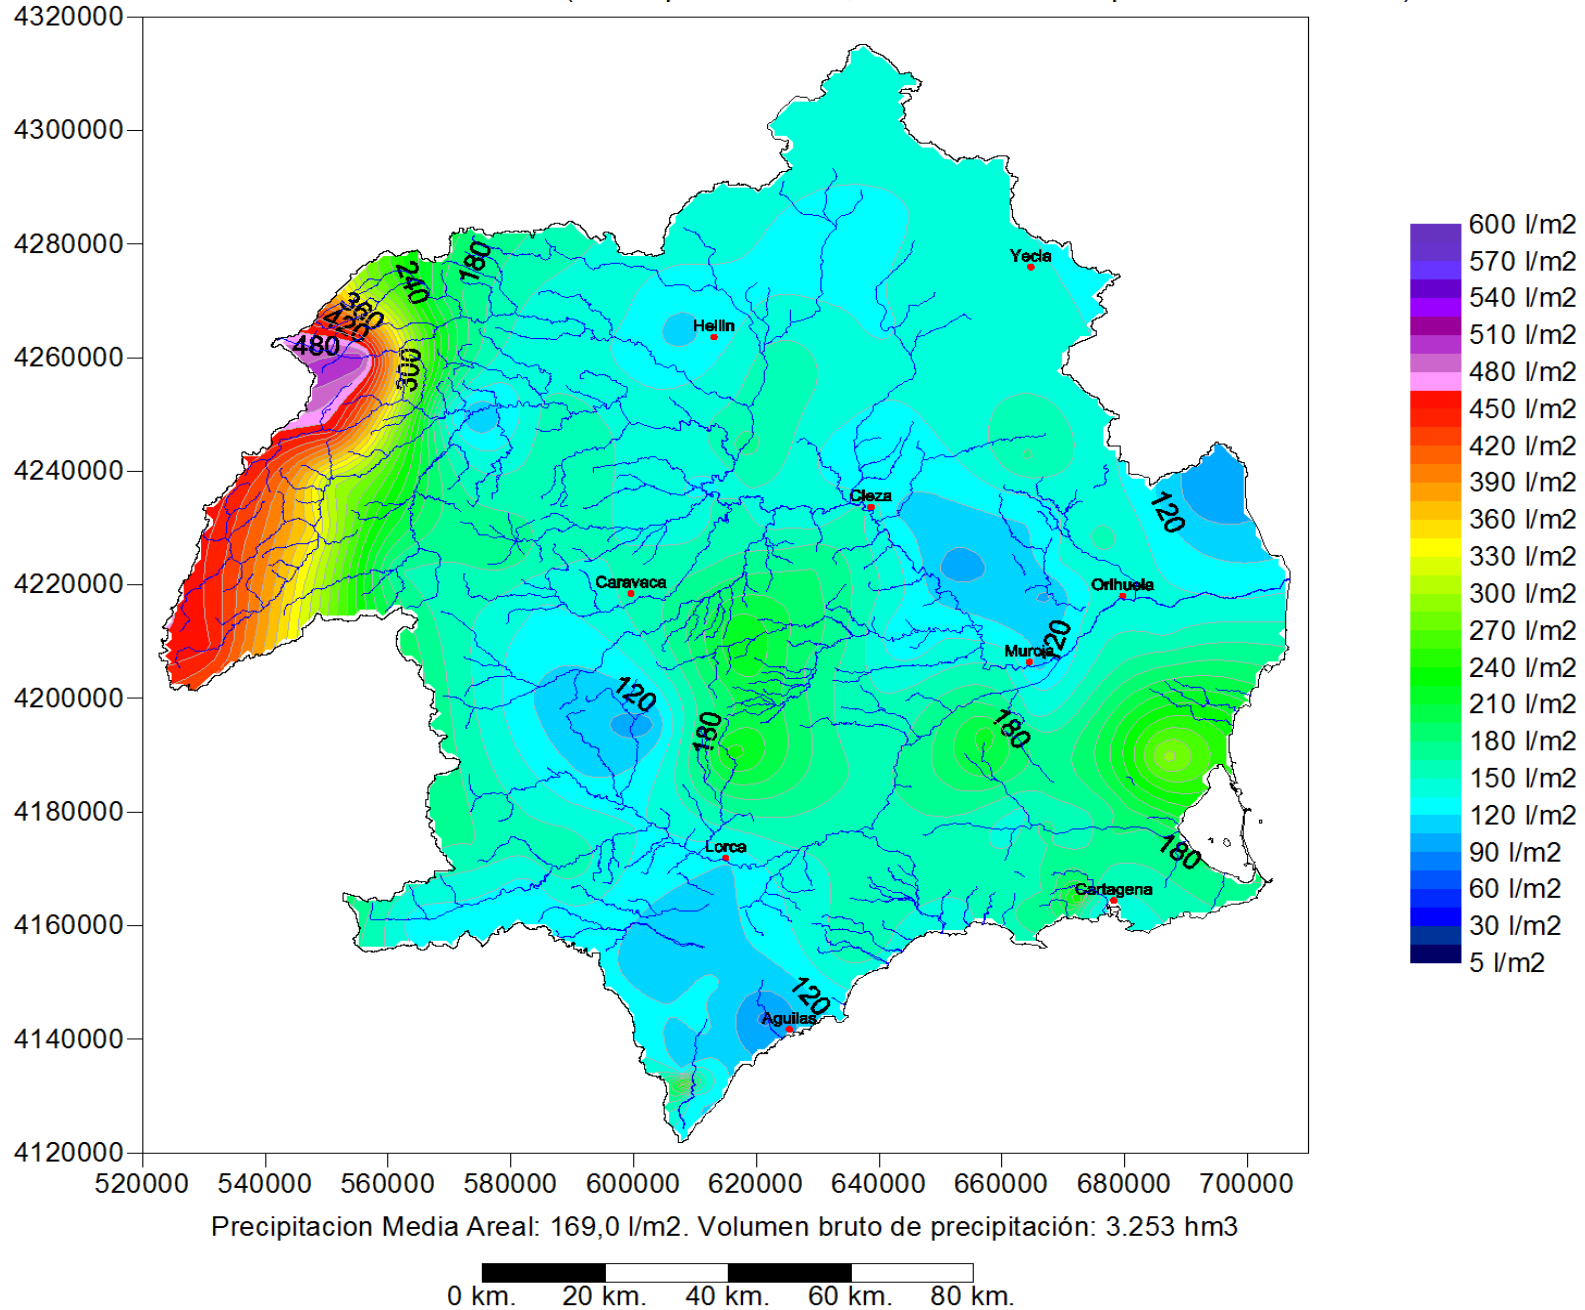 4320000
4300000
4280000
4260000
4240000
4220000
4200000
4180000
4160000
4140000
4120000
520000 540000 560000 580000 600000 620000 640000 660000 680000 700000
180
240
360
420
480
300
Yecla
Hellin
Cieza
120
Caravaca
Orihuela
120
Murcia
120
180
180
Lorca
180
Cartagena
120
Aguilas
600 l/m2
570 l/m2
540 l/m2
510 l/m2
480 l/m2
450 l/m2
420 l/m2
390 l/m2
360 l/m2
330 l/m2
300 l/m2
270 l/m2
240 l/m2
210 l/m2
180 l/m2
150 l/m2
120 l/m2
90 l/m2
60 l/m2
30 l/m2
5 l/m2
Precipitacion Media Areal: 169,0 l/m2. Volumen bruto de precipitación: 3.253 hm3
0 km. 20 km. 40 km. 60 km. 80 km.